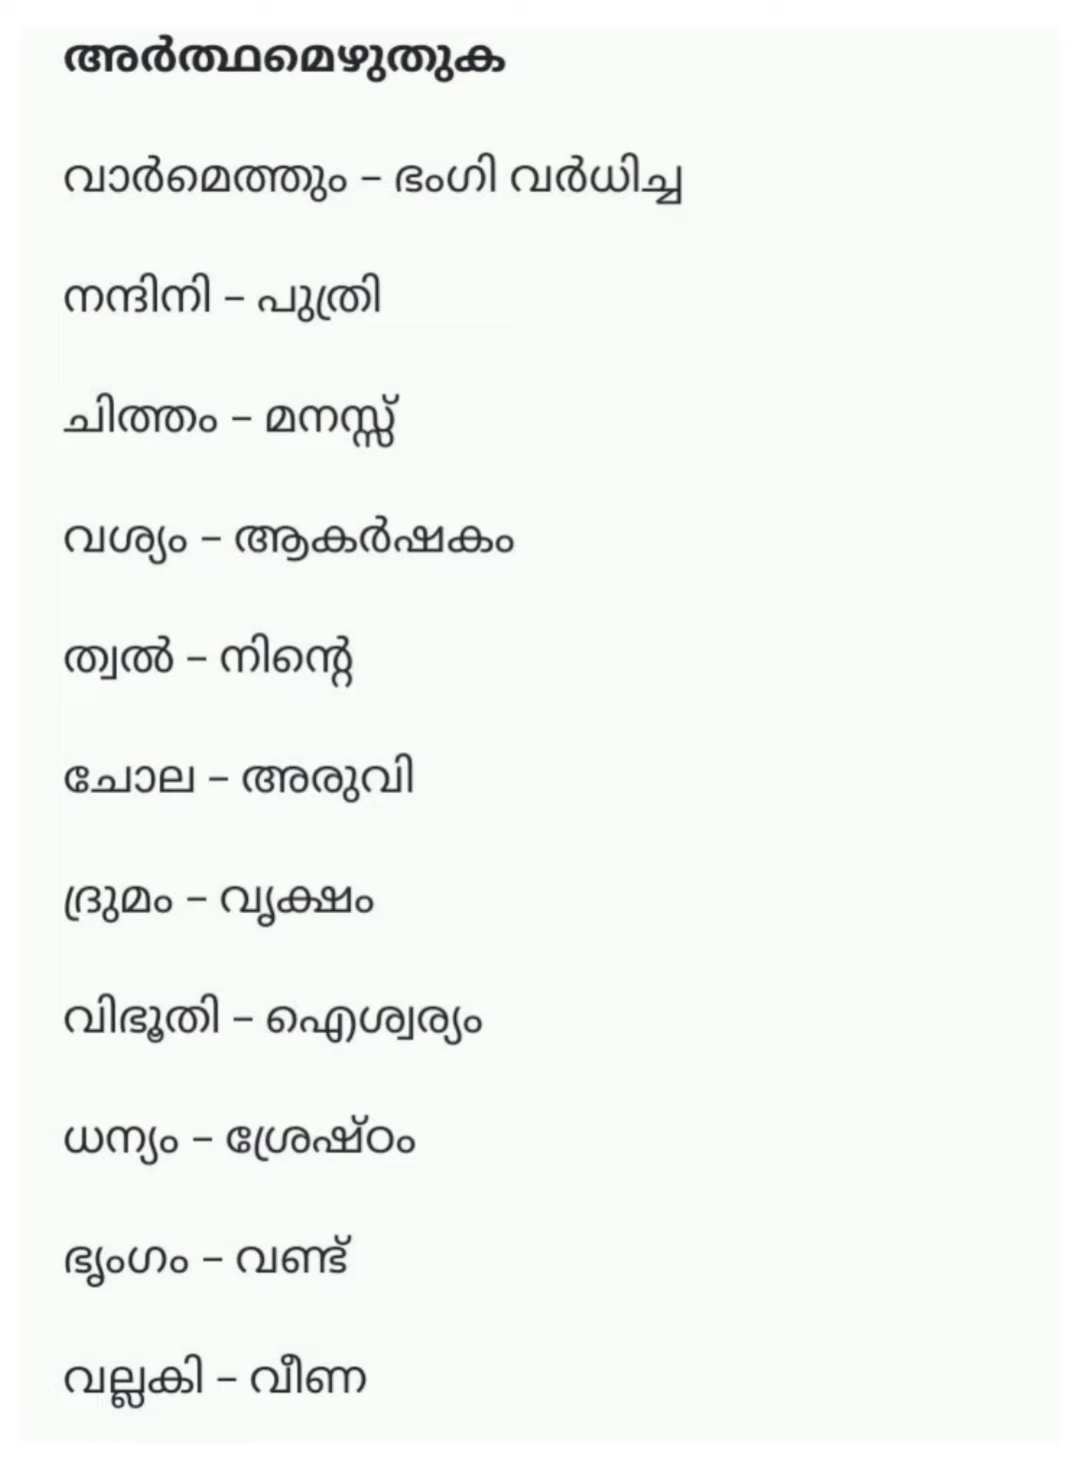 അർത്ഥമെഴുതുക
വാർമെത്തും – ഭംഗി വർധിച്ച
നന്ദിനി – പുത്രി
ചിത്തം – മനസ്സ്
വശ്യം – ആകർഷകം
ത്വൽ – നിന്റെ
ചോല – അരുവി
ദ്രുമം – വൃക്ഷം
വിഭൂതി – ഐശ്വര്യം
ധന്യം – ശ്രേഷ്ഠം
ഭൃംഗം – വണ്ട്
വല്ലകി – വീണ